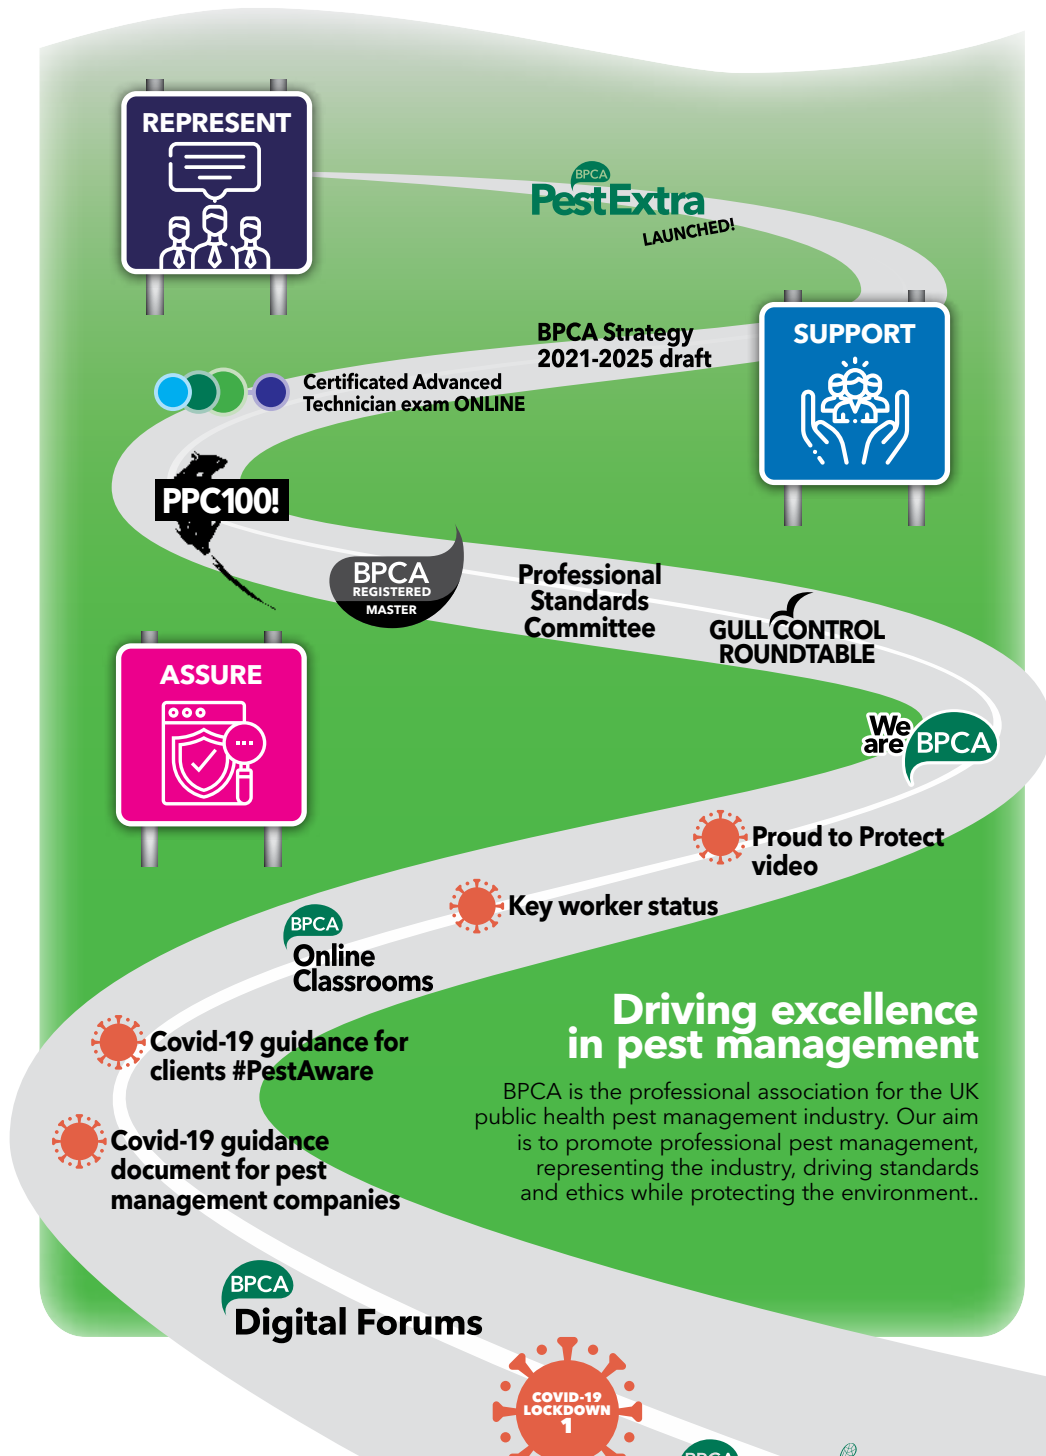 REPRESENT
BPCA
PestExtra
LAUNCHED!
BPCA Strategy
2021-2025 draft
SUPPORT
Certificated Advanced
Technician exam ONLINE
PPC100!
BPCA
REGISTERED
MASTER
Professional
Standards
Committee
GULL CONTROL
ROUNDTABLE
ASSURE
We
are
BPCA
Proud to Protect
video
Key worker status
BPCA
Online
Classrooms
Driving excellence
in pest management
BPCA is the professional association for the UK
public health pest management industry. Our aim
is to promote professional pest management,
representing the industry, driving standards
and ethics while protecting the environment..
Covid-19 guidance for
clients #PestAware
Covid-19 guidance
document for pest
management companies
BPCA
Digital Forums
COVID-19
LOCKDOWN
1
BPCA